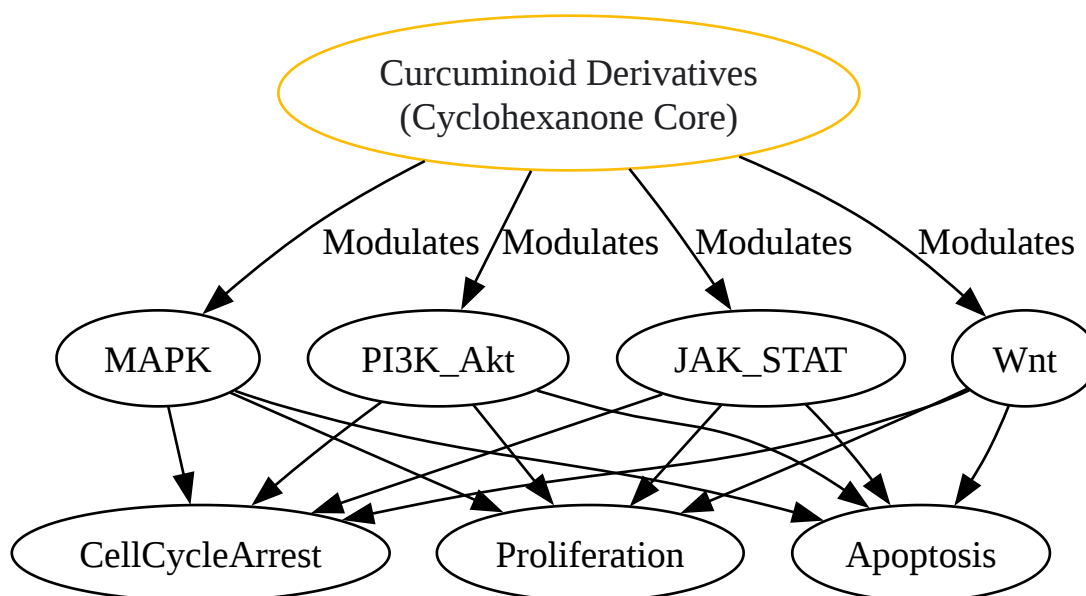 Curcuminoid Derivatives
(Cyclohexanone Core)
Modulates Modulates Modulates Modulates
MAPK PI3K_Akt JAK_STAT Wnt
CellCycleArrest Proliferation Apoptosis